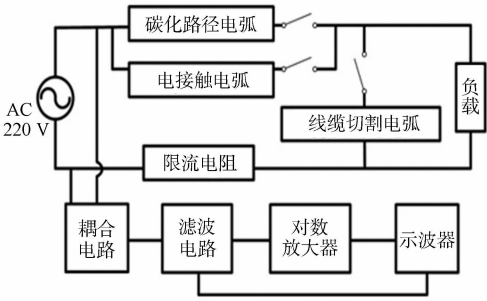 碳化路径电弧
电接触电弧
AC
220 V
负
载
线缆切割电弧
限流电阻
耦合
电路
滤波
电路
对数
放大器
示波器